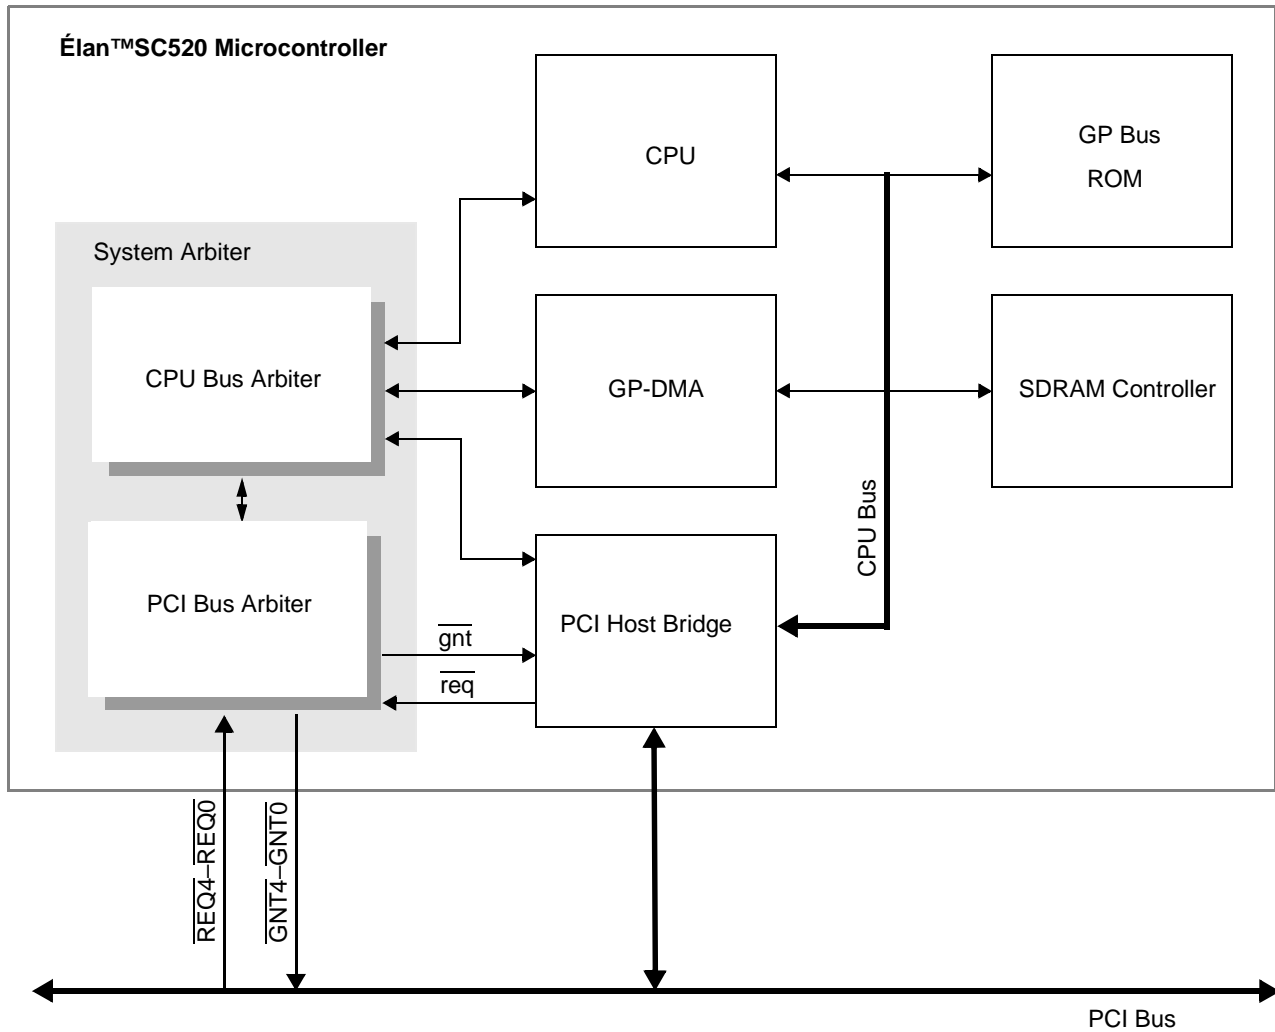 Élan™SC520 Microcontroller
CPU
GP Bus
ROM
System Arbiter
CPU Bus Arbiter
GP-DMA
SDRAM Controller
CPU Bus
PCI Bus Arbiter
PCI Host Bridge
gnt
req
REQ4–REQ0
GNT4–GNT0
PCI Bus